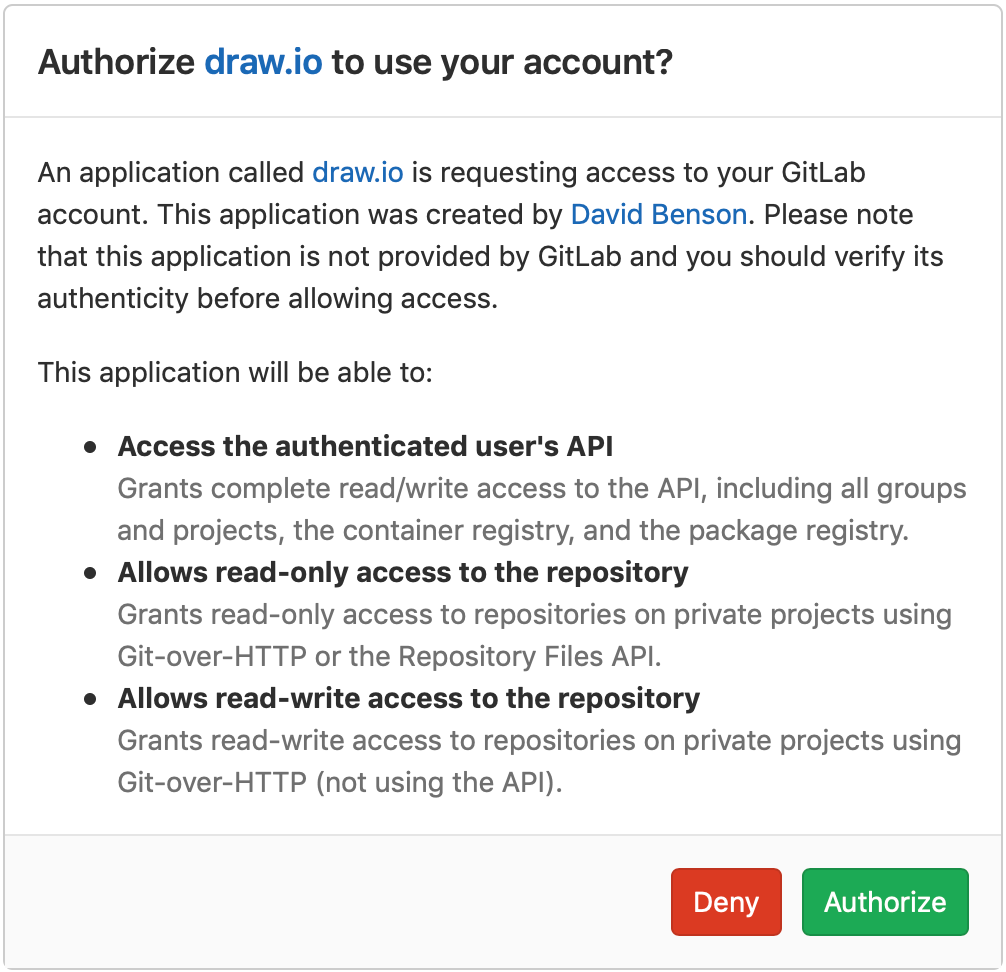 Authorize draw.io to use your account?
An application called draw.io is requesting access to your GitLab
account. This application was created by David Benson. Please note
that this application is not provided by GitLab and you should verify its
authenticity before allowing access.
This application will be able to:
• Access the authenticated user's API
Grants complete read/write access to the API, including all groups
and projects, the container registry, and the package registry.
• Allows read-only access to the repository
Grants read-only access to repositories on private projects using
Git-over-HTTP or the Repository Files API.
• Allows read-write access to the repository
Grants read-write access to repositories on private projects using
Git-over-HTTP (not using the API).
Deny
Authorize